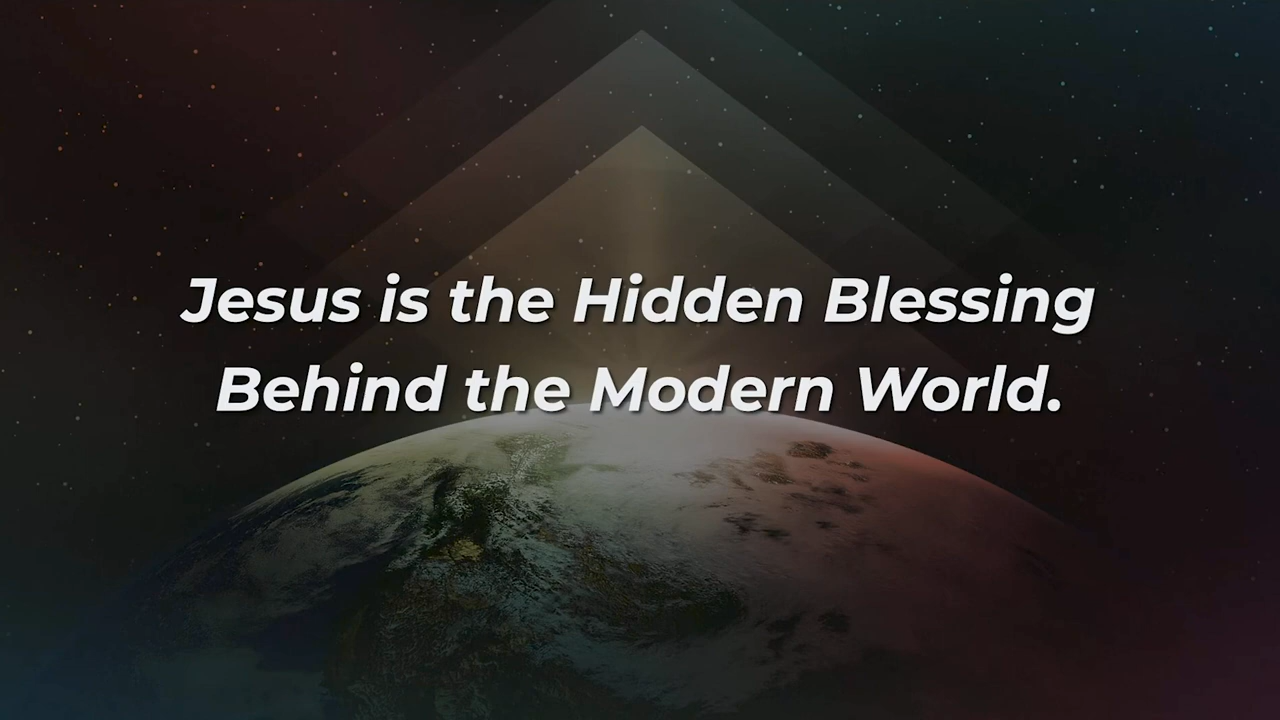 Jesus is the Hidden Blessing
Behind the Modern World.